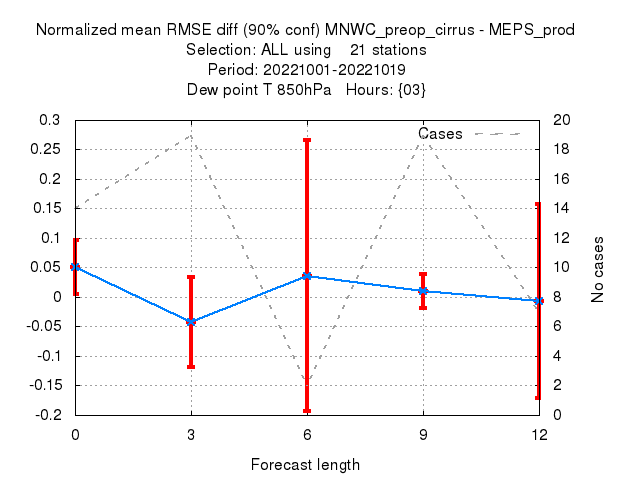 Normalized mean RMSE diff (90% conf) MNWC_preop_cirrus - MEPS_prod
Selection: ALL using 21 stations
Period: 20221001-20221019
Dew point T 850hPa Hours: {03}
Cases
0.3
0.25
0.2
0.15
0.1
0.05
0
-0.05
-0.1
-0.15
-0.2
20
18
16
14
12
10
8
6
4
2
0
No cases
0 3 6 9 12
Forecast length